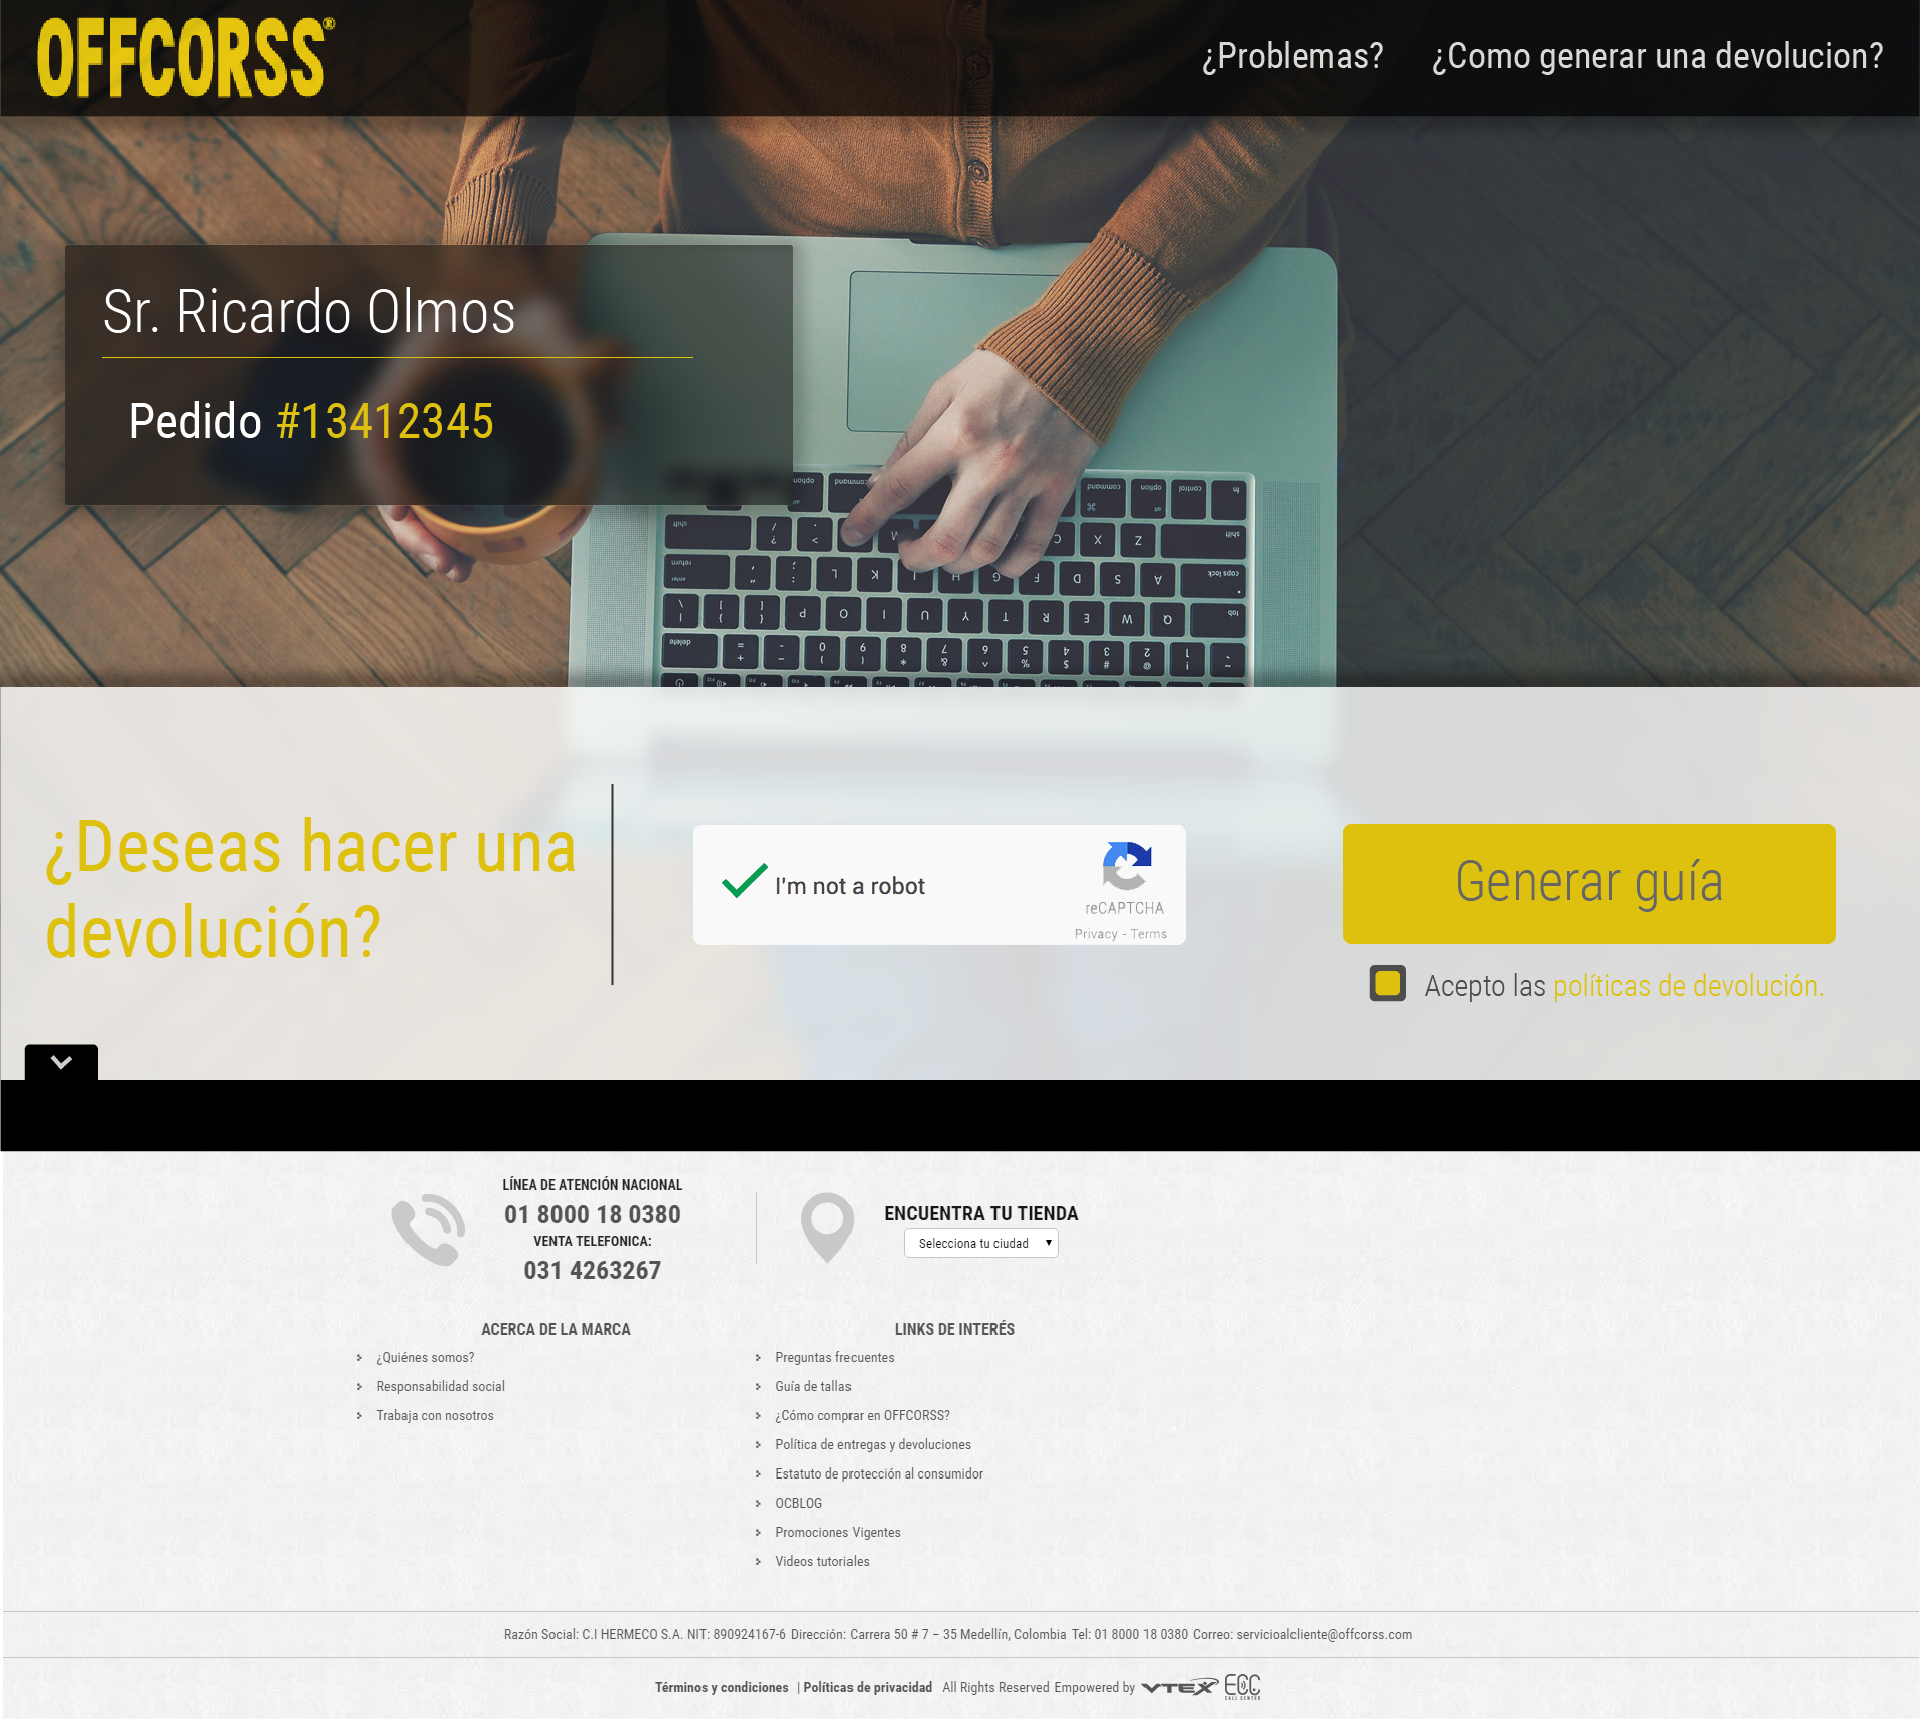 OFFCORSS®
¿Problemas? ¿Como generar una devolucion?
Sr. Ricardo Olmos
Pedido #13412345
¿Deseas hacer una
devolución?
I'm not a robot
reCAPTCHA
Privacy - Terms
Generar guía
Acepto las políticas de devolución.
LÍNEA DE ATENCIÓN NACIONAL
01 8000 18 0380
VENTA TELEFONICA:
031 4263267
ENCUENTRA TU TIENDA
Selecciona tu ciudad
ACERCA DE LA MARCA
¿Quiénes somos?
Responsabilidad social
Trabaja con nosotros
LINKS DE INTERÉS
Preguntas frecuentes
Guía de tallas
¿Cómo comprar en OFFCORSS?
Política de entregas y devoluciones
Estatuto de protección al consumidor
OCBLOG
Promociones Vigentes
Videos tutoriales
Razón Social: C.I HERMECO S.A. NIT: 890924167-6 Dirección: Carrera 50 # 7 – 35 Medellín, Colombia Tel: 01 8000 18 0380 Correo: servicioalcliente@offcorss.com
Términos y condiciones | Políticas de privacidad All Rights Reserved Empowered by VTEX ECC
CALL CENTER